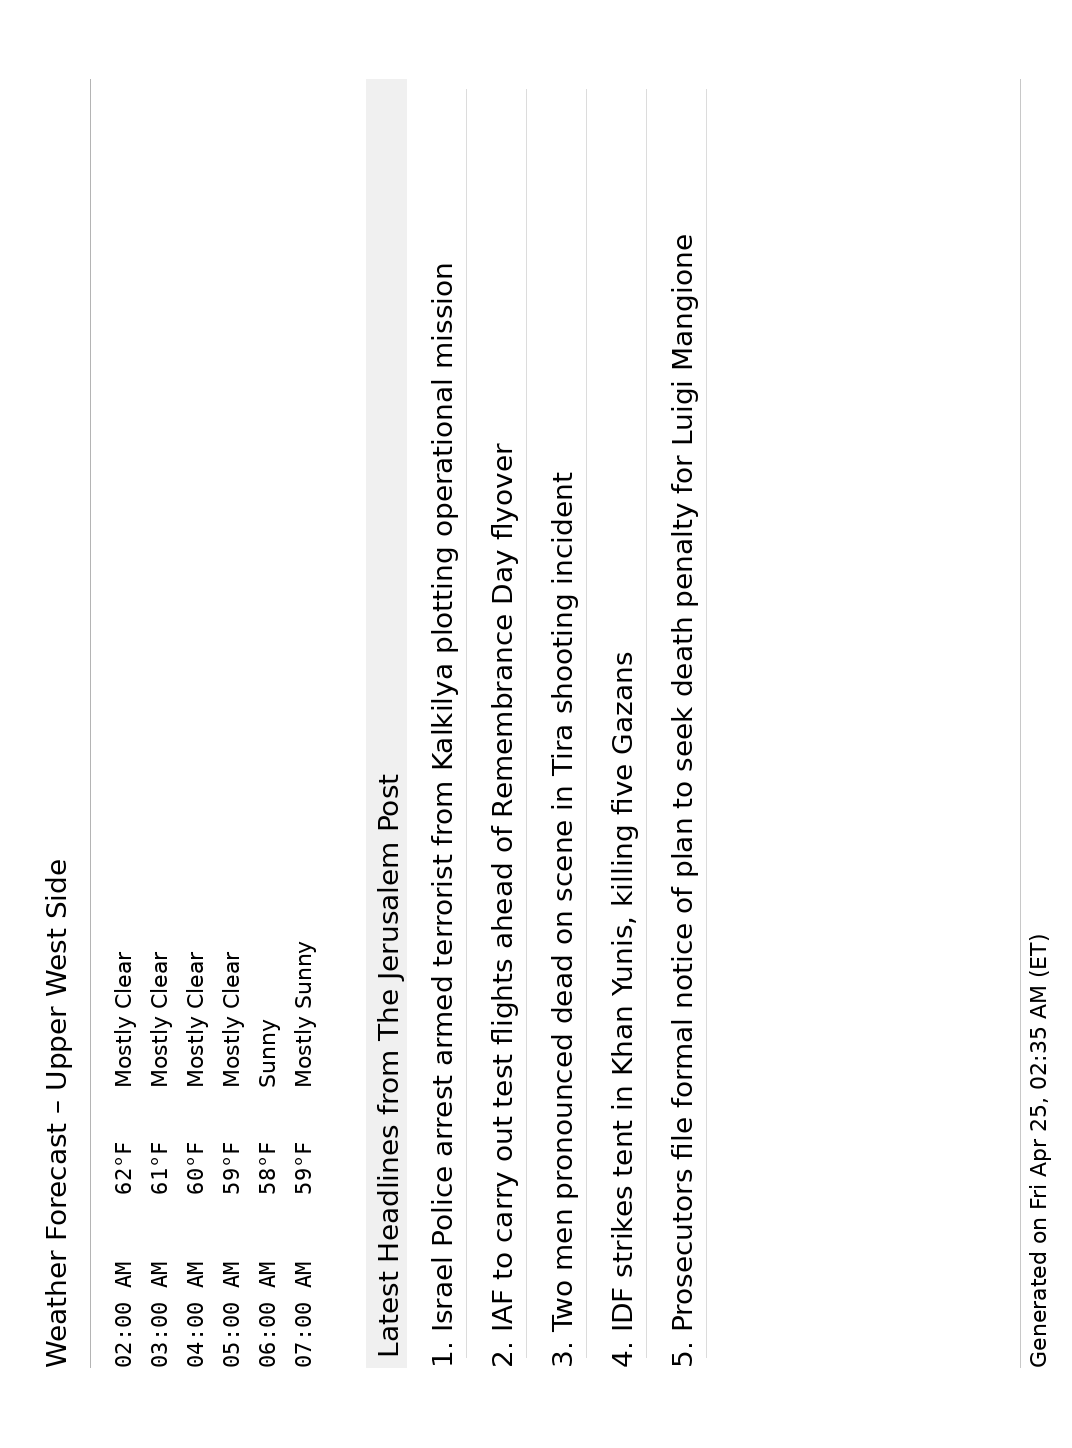 Weather Forecast – Upper West Side
02:00 AM 62°F Mostly Clear
03:00 AM 61°F Mostly Clear
04:00 AM 60°F Mostly Clear
05:00 AM 59°F Mostly Clear
06:00 AM 58°F Sunny
07:00 AM 59°F Mostly Sunny
Latest Headlines from The Jerusalem Post
1. Israel Police arrest armed terrorist from Kalkilya plotting operational mission
2. IAF to carry out test flights ahead of Remembrance Day flyover
3. Two men pronounced dead on scene in Tira shooting incident
4. IDF strikes tent in Khan Yunis, killing five Gazans
5. Prosecutors file formal notice of plan to seek death penalty for Luigi Mangione
Generated on Fri Apr 25, 02:35 AM (ET)